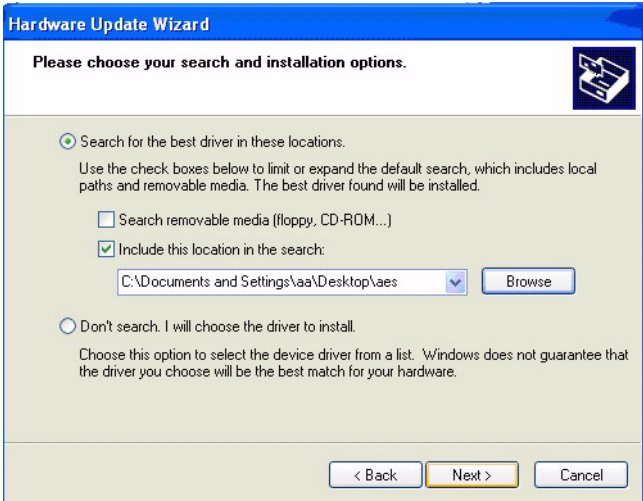 Hardware Update Wizard
Please choose your search and installation options.
Search for the best driver in these locations.
Use the check boxes below to limit or expand the default search, which includes local
paths and removable media. The best driver found will be installed.
Search removable media (floppy, CD-ROM...)
Include this location in the search:
C:\Documents and Settings\aa\Desktop\aes
Browse
Don't search. I will choose the driver to install.
Choose this option to select the device driver from a list.  Windows does not guarantee that
the driver you choose will be the best match for your hardware.
< Back
Next >
Cancel